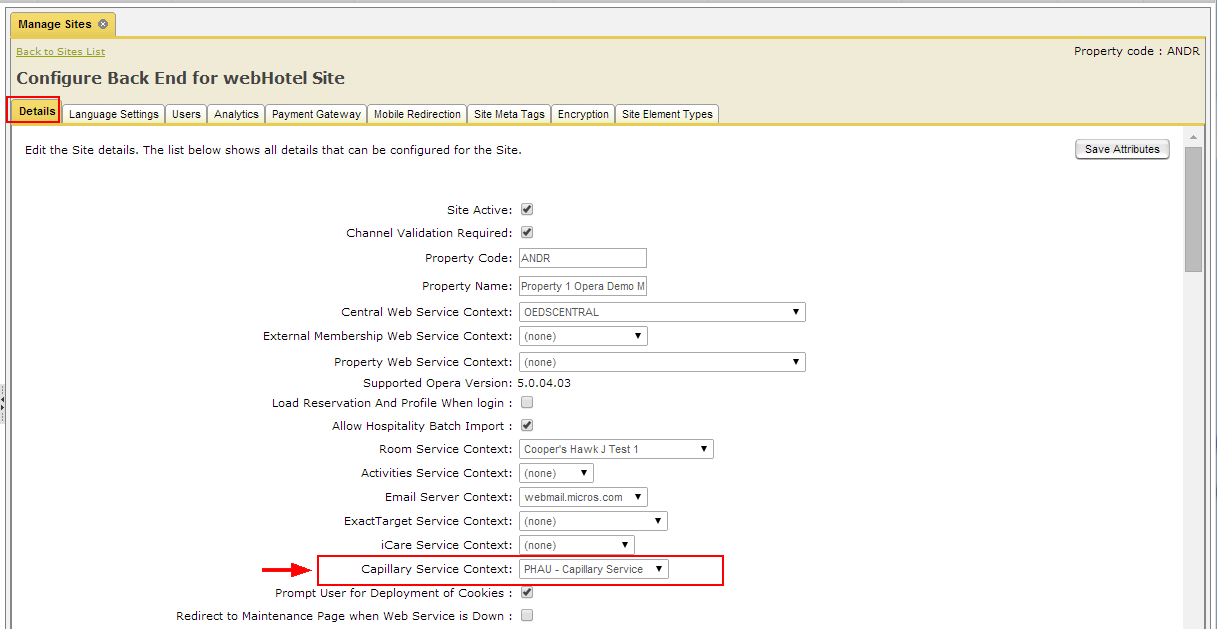 Manage Sites
Back to Sites List
Property code : ANDR
Configure Back End for webHotel Site
Details Language Settings Users Analytics Payment Gateway Mobile Redirection Site Meta Tags Encryption Site Element Types
Edit the Site details. The list below shows all details that can be configured for the Site.
Save Attributes
Site Active:
Channel Validation Required:
Property Code: ANDR
Property Name: Property 1 Opera Demo M
Central Web Service Context: OEDSCENTRAL
External Membership Web Service Context: (none)
Property Web Service Context: (none)
Supported Opera Version: 5.0.04.03
Load Reservation And Profile When login :
Allow Hospitality Batch Import :
Room Service Context: Cooper's Hawk J Test 1
Activities Service Context: (none)
Email Server Context: webmail.micros.com
ExactTarget Service Context: (none)
iCare Service Context: (none)
Capillary Service Context: PHAU - Capillary Service
Prompt User for Deployment of Cookies :
Redirect to Maintenance Page when Web Service is Down :